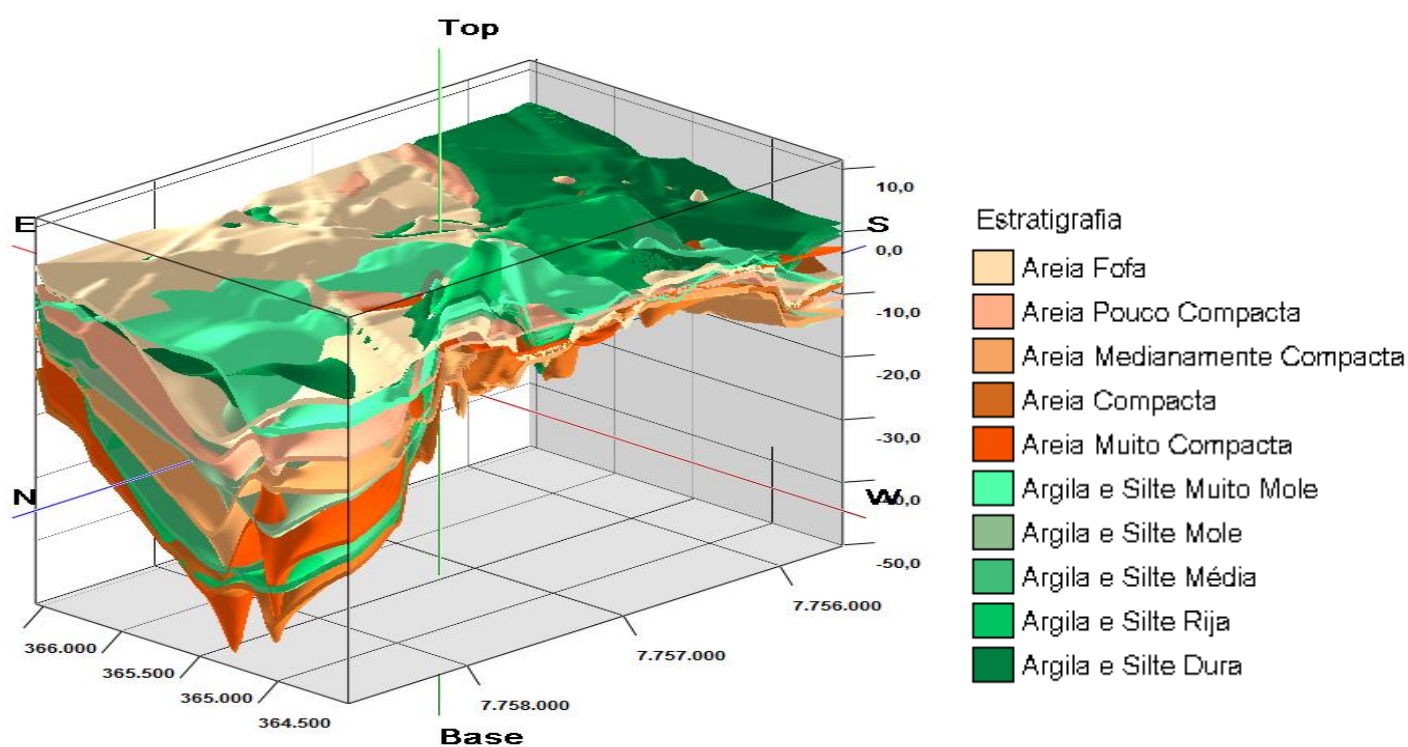 Top
E
S
N
W
10,0
0,0
-10,0
-20,0
-30,0
-50,0
366.000
365.500
365.000
364.500
7.758.000
7.757.000
7.756.000
Base
Estratigrafia
Areia Fofa
Areia Pouco Compacta
Areia Medianamente Compacta
Areia Compacta
Areia Muito Compacta
Argila e Silte Muito Mole
Argila e Silte Mole
Argila e Silte Média
Argila e Silte Rija
Argila e Silte Dura